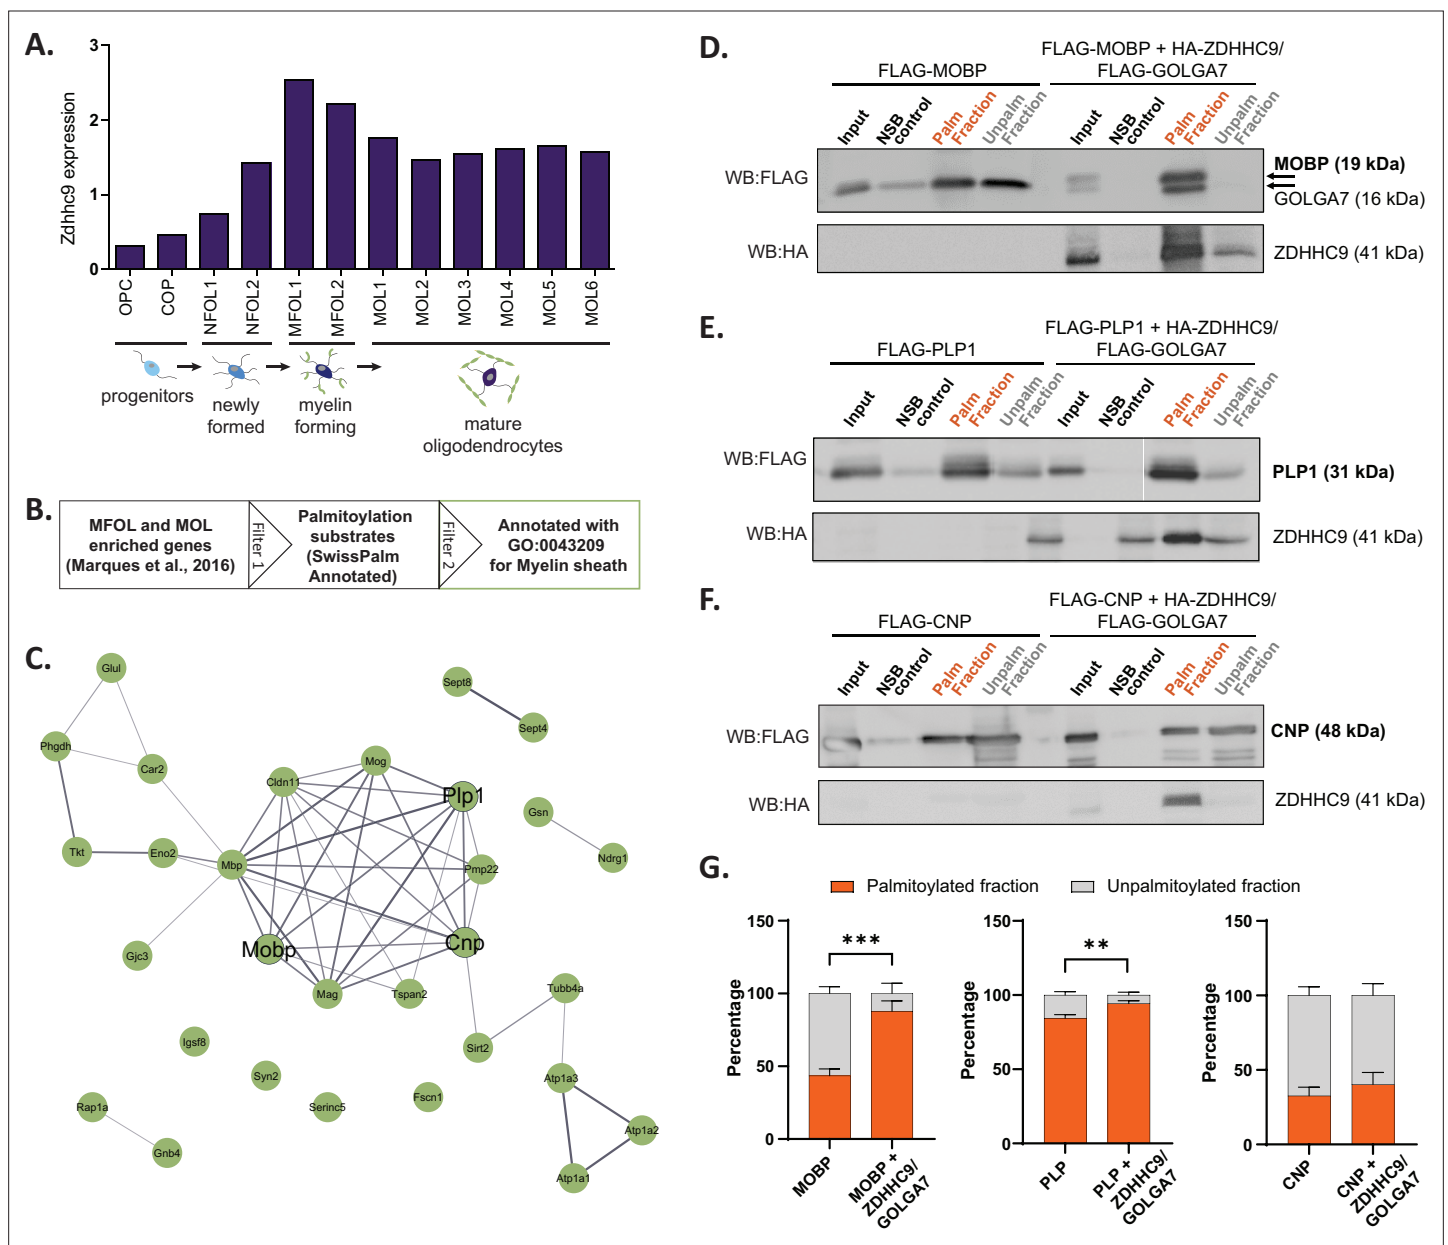 A.
Zdhhc9 expression
3
2
1
0
OPC
COP
NFOL1
NFOL2
MFOL1
MFOL2
MOL1
MOL2
MOL3
MOL4
MOL5
MOL6
progenitors
newly
formed
myelin
forming
mature
oligodendrocytes
B.
MFOL and MOL
enriched genes
(Marques et al., 2016)
Filter 1
Palmitoylation
substrates
(SwissPalm
Annotated)
Filter 2
Annotated with
GO:0043209
for Myelin sheath
C.
Glul
Phgdh
Car2
Tkt
Eno2
Mbp
Gjc3
Cldn11
Mog
Plp1
Pmp22
Cnp
Mobp
Mag
Tspan2
Sept8
Sept4
Gsn
Ndrg1
Tubb4a
Sirt2
Atp1a3
Atp1a2
Atp1a1
Igsf8
Syn2
Serinc5
Fscn1
Rap1a
Gnb4
D.
FLAG-MOBP
FLAG-MOBP + HA-ZDHHC9/
FLAG-GOLGA7
Input
NSB
control
Palm
Fraction
Unpalm
Fraction
Input
NSB
control
Palm
Fraction
Unpalm
Fraction
WB:FLAG
MOBP (19 kDa)
GOLGA7 (16 kDa)
WB:HA
ZDHHC9 (41 kDa)
E.
FLAG-PLP1
FLAG-PLP1 + HA-ZDHHC9/
FLAG-GOLGA7
Input
NSB
control
Palm
Fraction
Unpalm
Fraction
Input
NSB
control
Palm
Fraction
Unpalm
Fraction
WB:FLAG
PLP1 (31 kDa)
WB:HA
ZDHHC9 (41 kDa)
F.
FLAG-CNP
FLAG-CNP + HA-ZDHHC9/
FLAG-GOLGA7
Input
NSB
control
Palm
Fraction
Unpalm
Fraction
Input
NSB
control
Palm
Fraction
Unpalm
Fraction
WB:FLAG
CNP (48 kDa)
WB:HA
ZDHHC9 (41 kDa)
G.
Palmitoylated fraction
Unpalmitoylated fraction
Percentage
150
100
50
0
***
MOBP
MOBP +
ZDHHC9/
GOLGA7
Percentage
150
100
50
0
**
PLP
PLP +
ZDHHC9/
GOLGA7
Percentage
150
100
50
0
CNP
CNP +
ZDHHC9/
GOLGA7